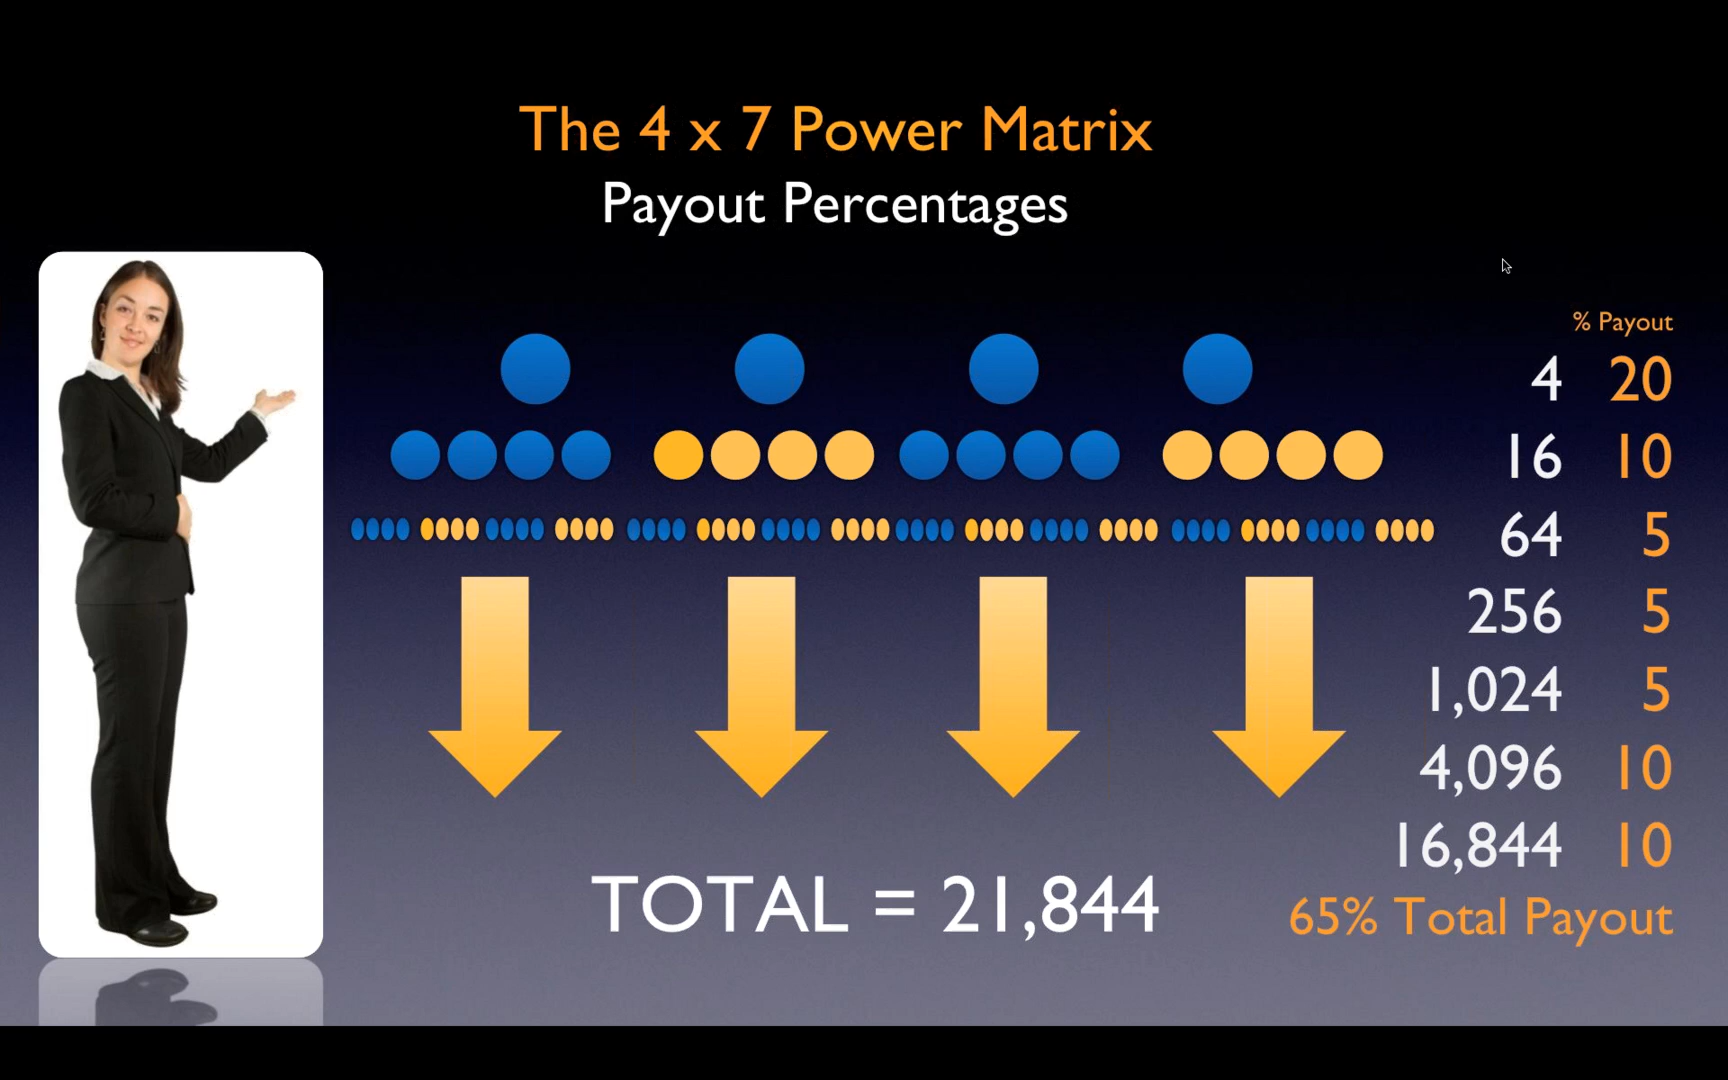 The 4 x 7 Power Matrix
Payout Percentages
% Payout
4 20
16 10
64 5
256 5
1,024 5
4,096 10
16,844 10
TOTAL = 21,844
65% Total Payout